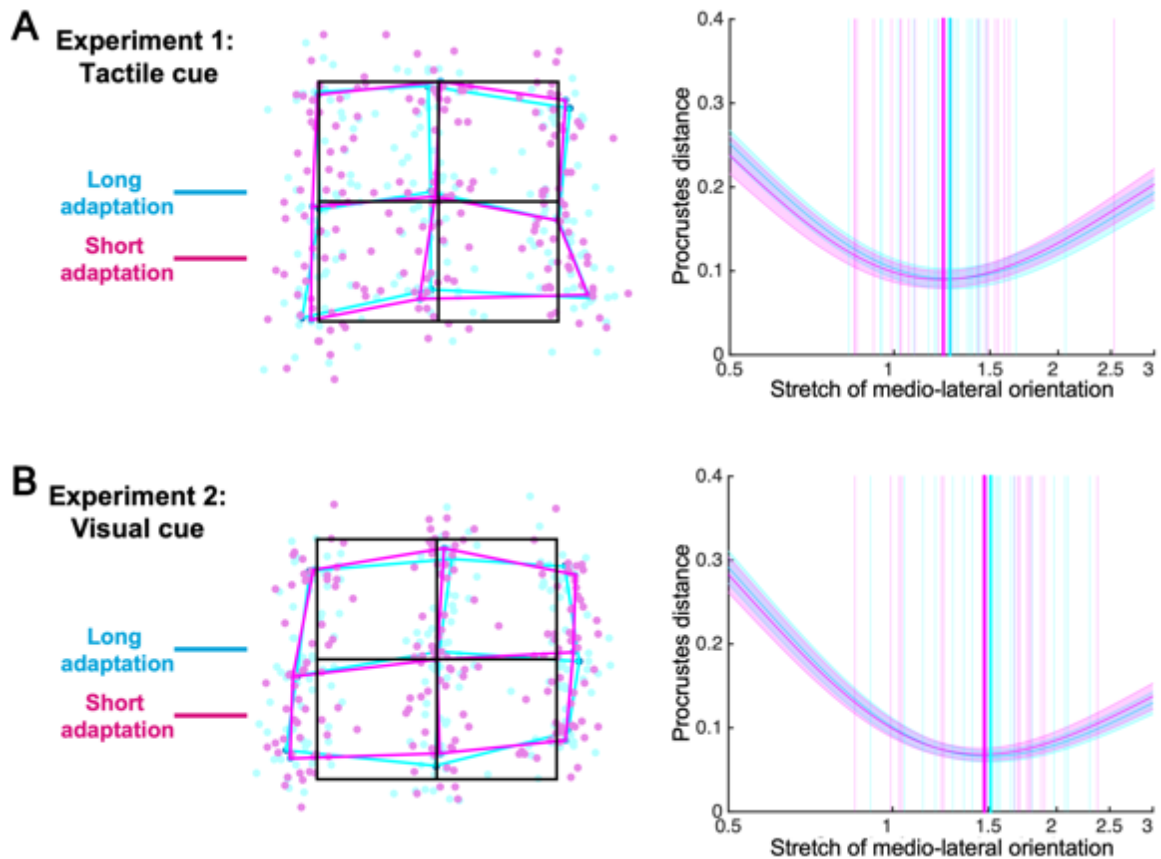 A
Experiment 1:
Tactile cue
Long
adaptation
Short
adaptation
Procrustes distance
0.4
0.3
0.2
0.1
0
0.5
1
1.5
2
2.5
3
Stretch of medio-lateral orientation
B
Experiment 2:
Visual cue
Long
adaptation
Short
adaptation
Procrustes distance
0.4
0.3
0.2
0.1
0
0.5
1
1.5
2
2.5
3
Stretch of medio-lateral orientation